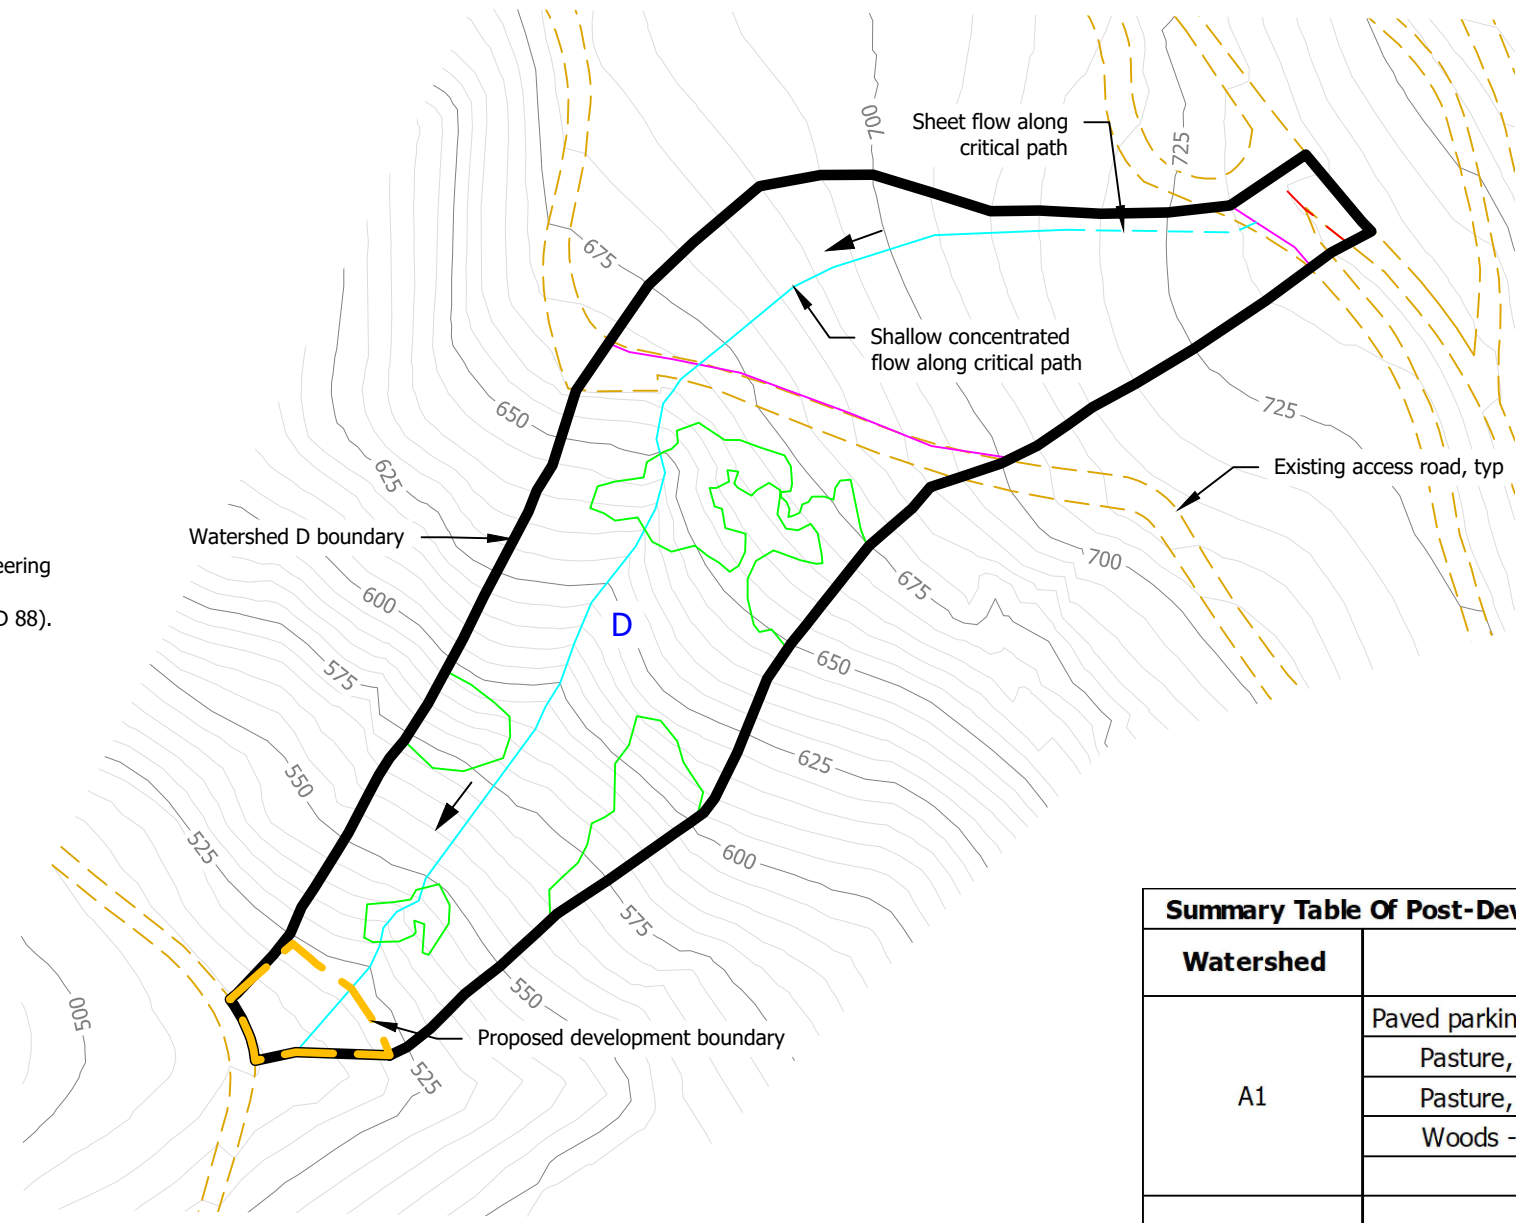 700
Sheet flow along
critical path
725
675
Shallow concentrated
flow along critical path
650
725
625
Existing access road, typ
Watershed D boundary
eering
700
D 88).
600
675
D
650
575
625
550
525
600
575
Summary Table Of Post-Dev
Watershed
550
500
Paved parkin
Proposed development boundary
Pasture,
525
A1
Pasture,
Woods -